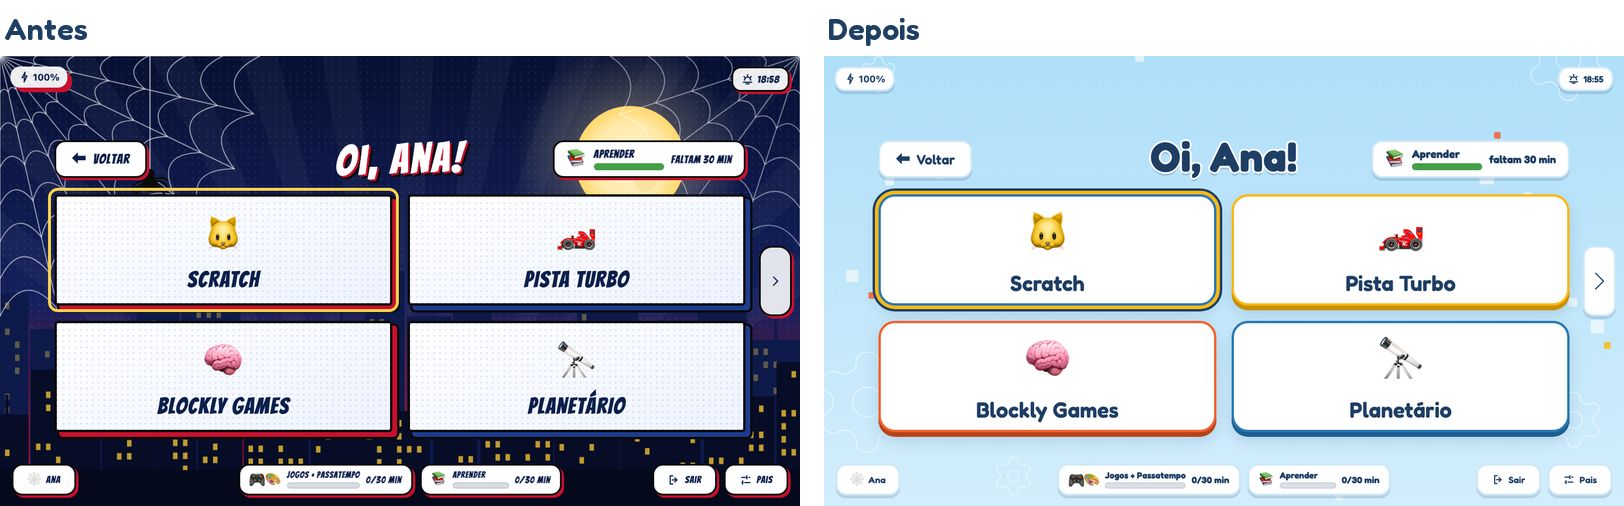 Antes
100%
18:58
VOLTAR
OI, ANA!
APRENDER
FALTAM 30 MIN
SCRATCH
PISTA TURBO
BLOCKLY GAMES
PLANETÁRIO
ANA
JOGOS + PASSATEMPO
0/30 MIN
APRENDER
0/30 MIN
SAIR
PAIS
Depois
100%
18:55
Voltar
Oi, Ana!
Aprender
faltam 30 min
Scratch
Pista Turbo
Blockly Games
Planetário
Ana
Jogos + Passatempo
0/30 min
Aprender
0/30 min
Sair
Pais